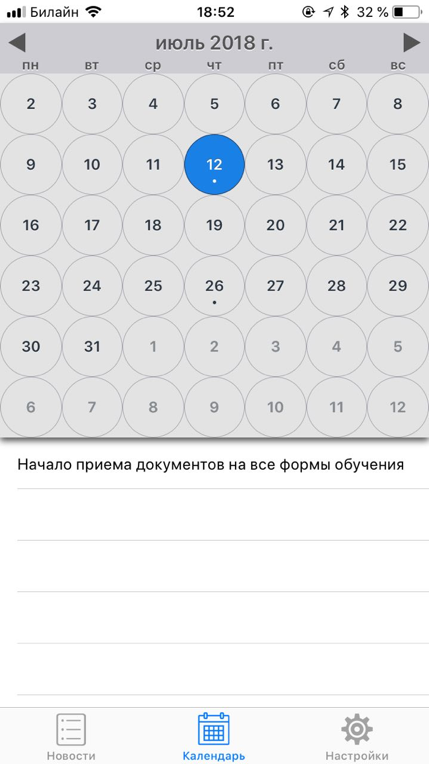 Билайн 18:52 32 %
июль 2018 г.
пн вт ср чт пт сб вс
2 3 4 5 6 7 8
9 10 11 12 13 14 15
16 17 18 19 20 21 22
23 24 25 26 27 28 29
30 31 1 2 3 4 5
6 7 8 9 10 11 12
Начало приема документов на все формы обучения
Новости Календарь Настройки